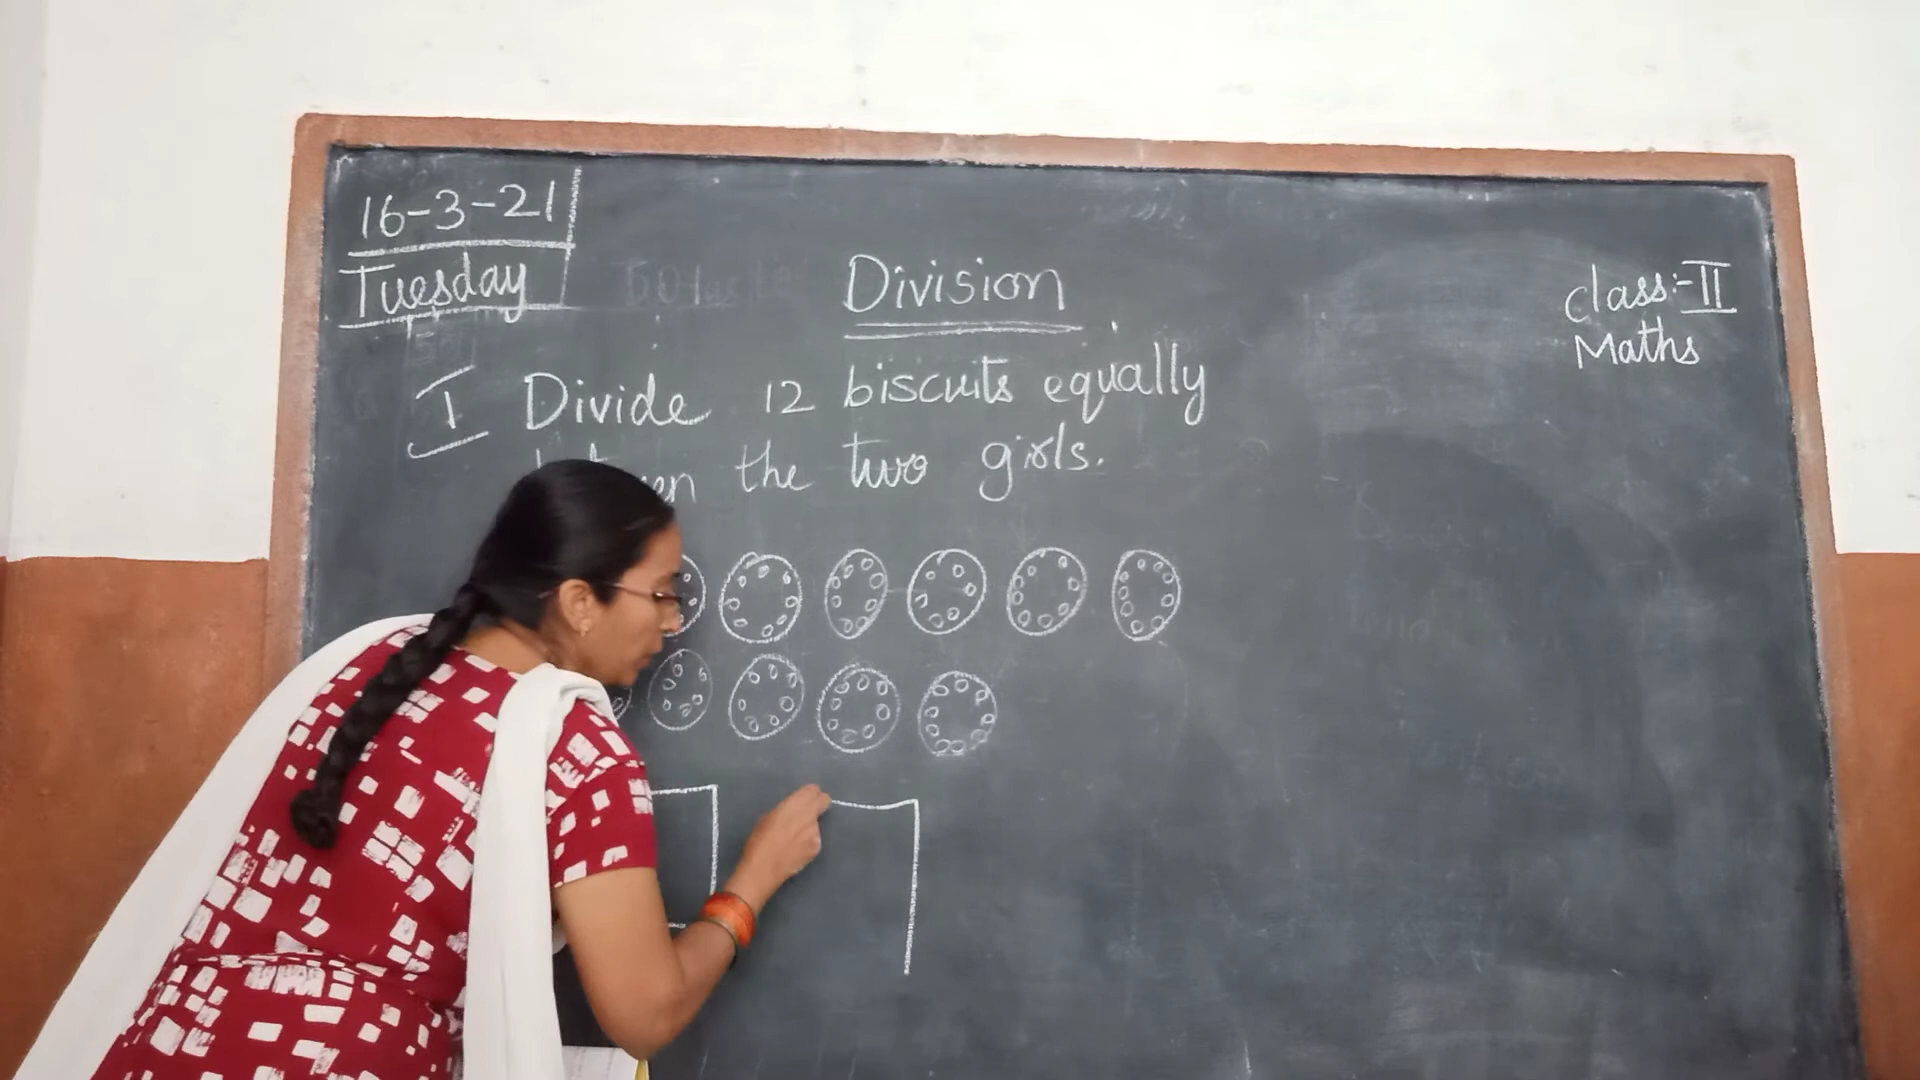 16-3-21
Tuesday
Division
class:-II
Maths
I Divide 12 biscuits equally
the two girls.